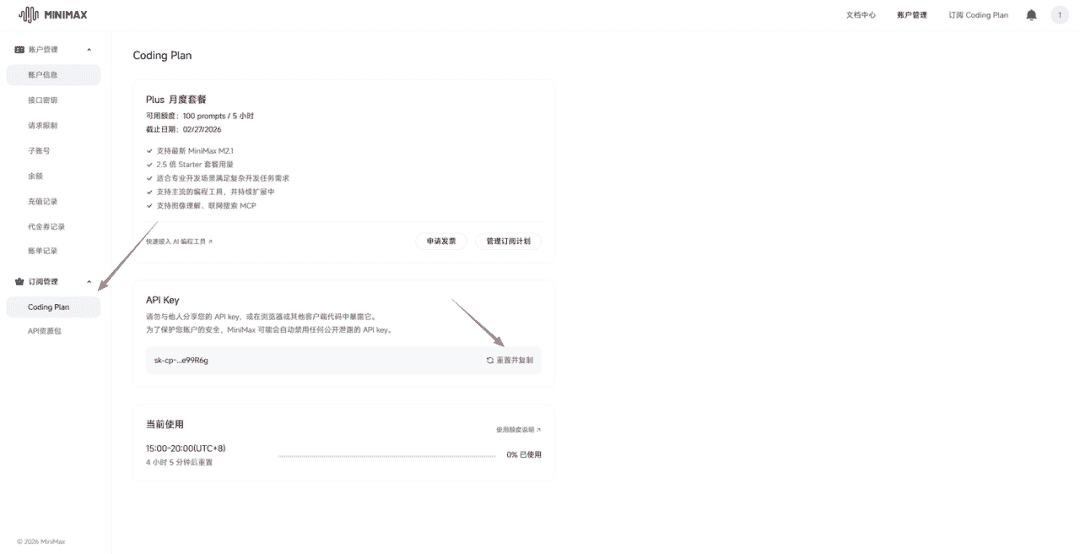 MINIMAX
文档中心
账户管理
订阅 Coding Plan
1
账户管理
账户信息
接口密钥
请求限制
子账号
余额
充值记录
代金券记录
账单记录
订阅管理
Coding Plan
API资源包
Coding Plan
Plus 月度套餐
可用额度：100 prompts / 5 小时
截止日期：02/27/2026
支持最新 MiniMax M2.1
2.5 倍 Starter 套餐用量
适合专业开发场景满足复杂开发任务需求
支持主流的编程工具，并持续扩展中
支持图像理解、联网搜索 MCP
快速接入 AI 编程工具
申请发票
管理订阅计划
API Key
请勿与他人分享您的 API key，或在浏览器或其他客户端代码中暴露它。
为了保护您账户的安全，MiniMax 可能会自动禁用任何公开泄露的 API key。
sk-cp-...e99R6g
重置并复制
当前使用
使用额度说明
15:00-20:00(UTC+8)
4 小时 5 分钟后重置
0% 已使用
© 2026 MiniMax